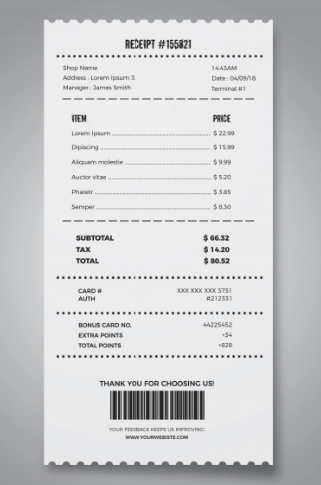 RECEIPT #155821
Shop Name 14:43AM
Address : Lorem Ipsum 3 Date : 04/09/18
Manager : James Smith Terminal #1
ITEM PRICE
Lorem Ipsum $ 22.99
Dipiscing $ 15.99
Aliquam molestie $ 9.99
Auctor vitae $ 5.20
Pharetr $ 3.85
Semper $ 8.30
SUBTOTAL $ 66.32
TAX $ 14.20
TOTAL $ 80.52
CARD # XXX XXX XXX 3731
AUTH #212331
BONUS CARD NO. 44225452
EXTRA POINTS +34
TOTAL POINTS +828
THANK YOU FOR CHOOSING US!
YOUR FEEDBACK KEEPS US IMPROVING!
WWW.YOURWEBISTE.COM